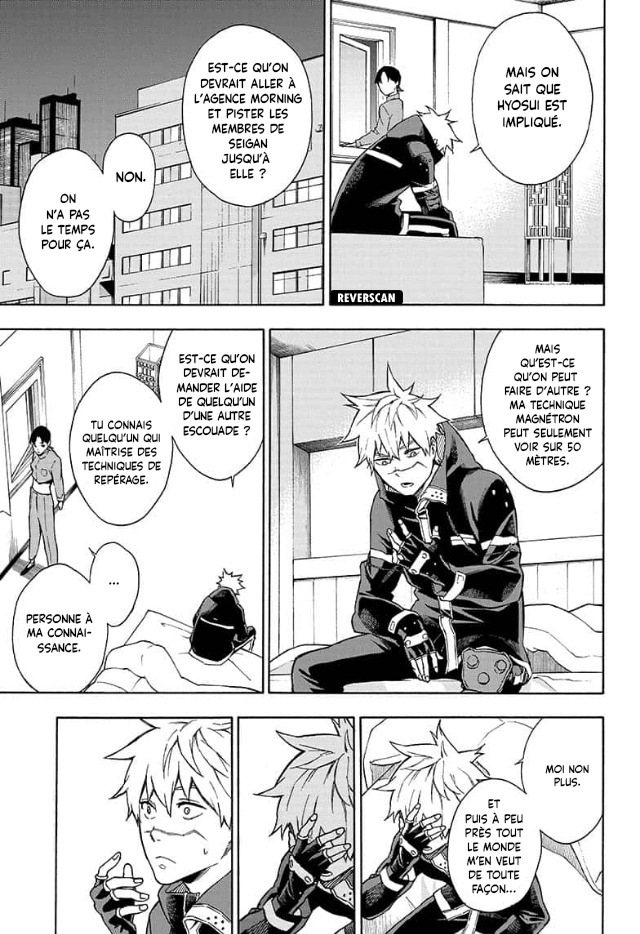 MAIS ON
SAIT QUE
HYOSUI EST
IMPLIQUÉ.
EST-CE QU'ON
DEVRAIT ALLER À
L'AGENCE MORNING
ET PISTER LES
MEMBRES DE
SEIGAN
JUSQU'À
ELLE ?
NON.
ON
N'A PAS
LE TEMPS
POUR ÇA.
REVERSCAN
MAIS
QU'EST-CE
QU'ON PEUT
FAIRE D'AUTRE ?
MA TECHNIQUE
MAGNÉTRON
PEUT SEULEMENT
VOIR SUR 50
MÈTRES.
EST-CE QU'ON
DEVRAIT DE-
MANDER L'AIDE
DE QUELQU'UN
D'UNE AUTRE
ESCOUADE ?
TU CONNAIS
QUELQU'UN QUI
MAÎTRISE DES
TECHNIQUES DE
REPÉRAGE.
...
PERSONNE À
MA CONNAI-
SSANCE.
MOI NON
PLUS.
ET
PUIS À PEU
PRÈS TOUT
LE MONDE
M'EN VEUT
DE TOUTE
FAÇON...